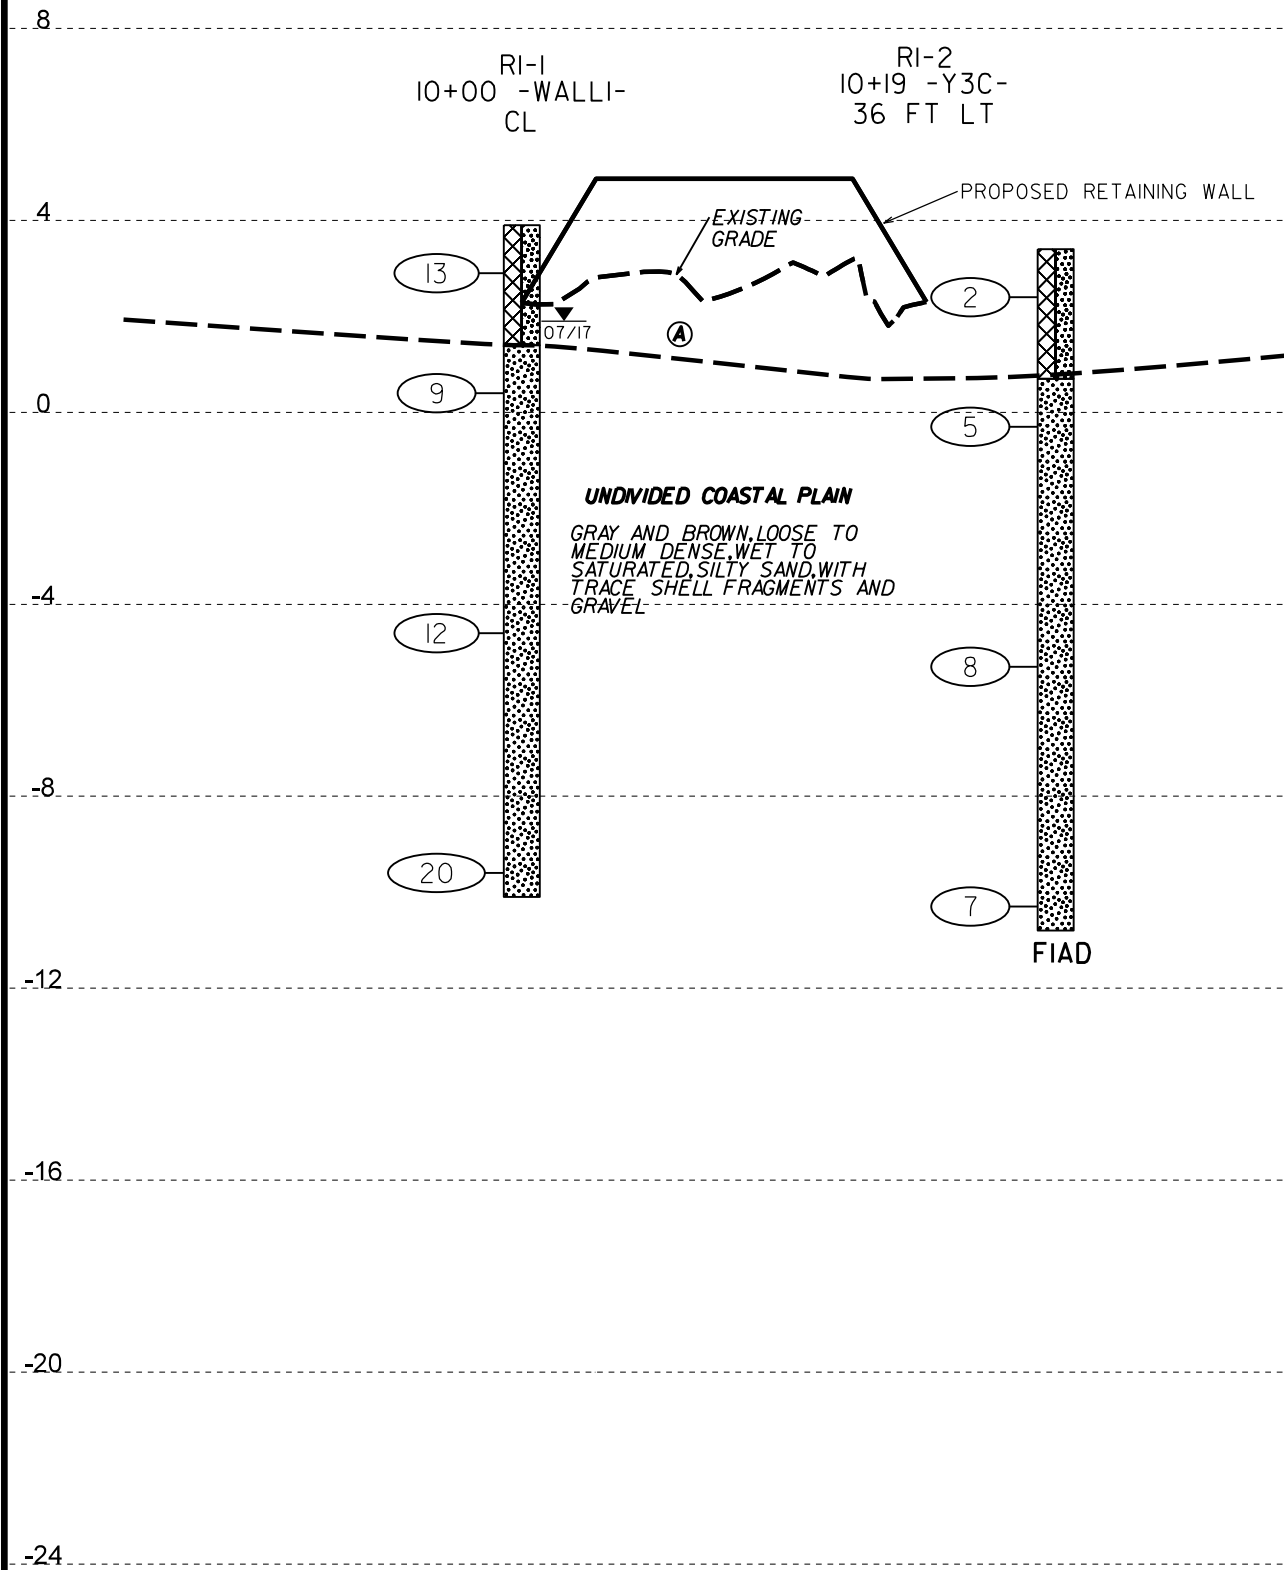 8
RI-1
10+00 -WALL1-
CL
RI-2
10+19 -Y3C-
36 FT LT
PROPOSED RETAINING WALL
4
EXISTING
GRADE
13
2
07/17
A
9
0
5
UNDIVIDED COASTAL PLAIN
GRAY AND BROWN,LOOSE TO
MEDIUM DENSE,WET TO
SATURATED,SILTY SAND,WITH
TRACE SHELL FRAGMENTS AND
GRAVEL
-4
12
8
-8
20
7
FIAD
-12
-16
-20
-24